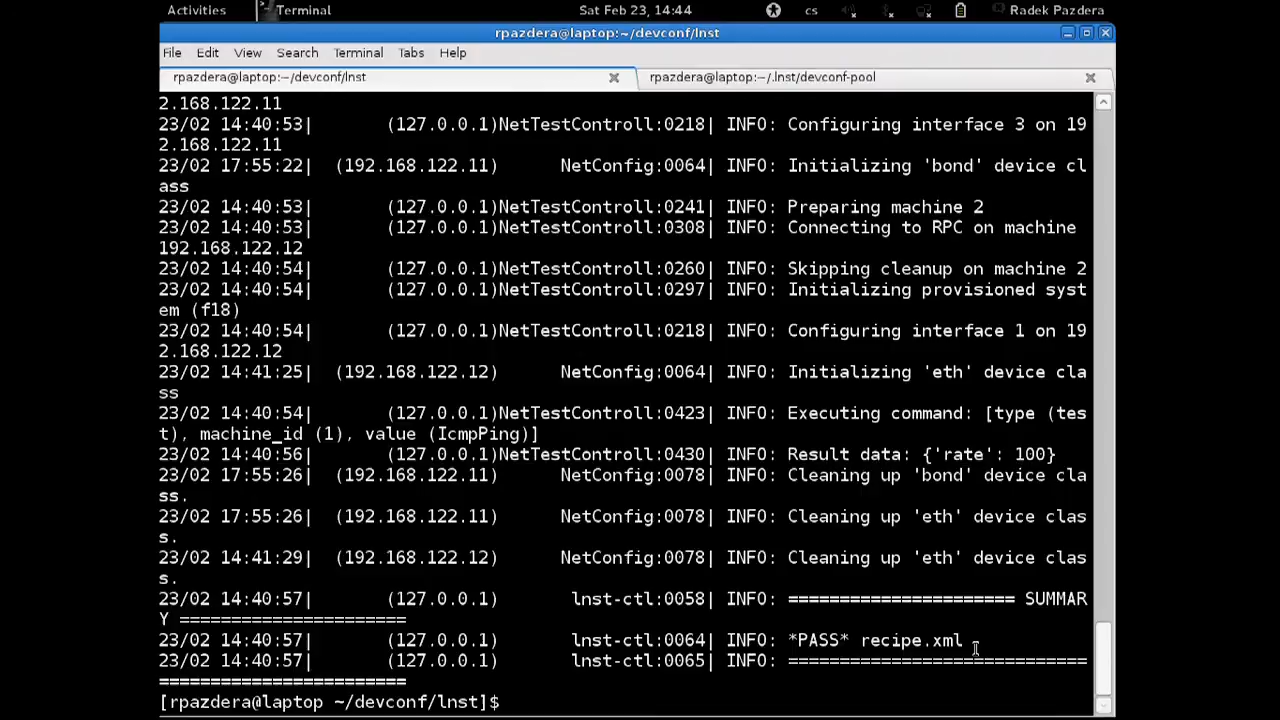 Activities Terminal Sat Feb 23, 14:44 cs Radek Pazdera
rpazdera@laptop:~/devconf/lnst
File Edit View Search Terminal Tabs Help
rpazdera@laptop:~/devconf/lnst rpazdera@laptop:~/.lnst/devconf-pool
2.168.122.11
23/02 14:40:53| (127.0.0.1)NetTestControll:0218| INFO: Configuring interface 3 on 19
2.168.122.11
23/02 17:55:22| (192.168.122.11) NetConfig:0064| INFO: Initializing 'bond' device cl
ass
23/02 14:40:53| (127.0.0.1)NetTestControll:0241| INFO: Preparing machine 2
23/02 14:40:53| (127.0.0.1)NetTestControll:0308| INFO: Connecting to RPC on machine
192.168.122.12
23/02 14:40:54| (127.0.0.1)NetTestControll:0260| INFO: Skipping cleanup on machine 2
23/02 14:40:54| (127.0.0.1)NetTestControll:0297| INFO: Initializing provisioned syst
em (f18)
23/02 14:40:54| (127.0.0.1)NetTestControll:0218| INFO: Configuring interface 1 on 19
2.168.122.12
23/02 14:41:25| (192.168.122.12) NetConfig:0064| INFO: Initializing 'eth' device cla
ss
23/02 14:40:54| (127.0.0.1)NetTestControll:0423| INFO: Executing command: [type (tes
t), machine_id (1), value (IcmpPing)]
23/02 14:40:56| (127.0.0.1)NetTestControll:0430| INFO: Result data: {'rate': 100}
23/02 17:55:26| (192.168.122.11) NetConfig:0078| INFO: Cleaning up 'bond' device cla
ss.
23/02 17:55:26| (192.168.122.11) NetConfig:0078| INFO: Cleaning up 'eth' device clas
s.
23/02 14:41:29| (192.168.122.12) NetConfig:0078| INFO: Cleaning up 'eth' device clas
s.
23/02 14:40:57| (127.0.0.1) lnst-ctl:0058| INFO: ====================== SUMMAR
Y ======================
23/02 14:40:57| (127.0.0.1) lnst-ctl:0064| INFO: *PASS* recipe.xml
23/02 14:40:57| (127.0.0.1) lnst-ctl:0065| INFO: =============================
========================
[rpazdera@laptop ~/devconf/lnst]$